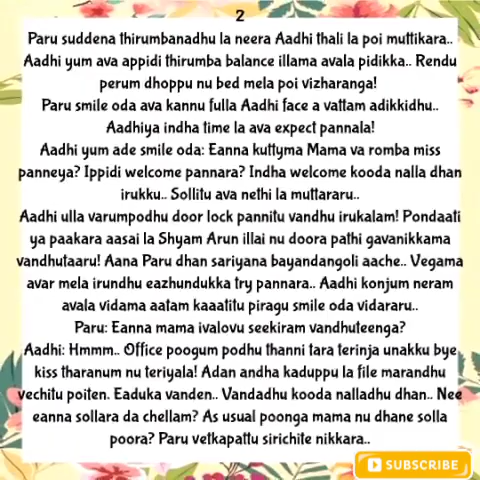 2
Paru suddena thirumbanadhu la neera Aadhi thali la poi muttikara..
Aadhi yum ava appidi thirumba balance illama avala pidikka.. Rendu
perum dhoppu nu bed mela poi vizharanga!
Paru smile oda ava kannu fulla Aadhi face a vattam adikkidhu..
Aadhiya indha time la ava expect pannala!
Aadhi yum ade smile oda: Eanna kuttyma Mama va romba miss
panneya? Ippidi welcome pannara? Indha welcome kooda nalla dhan
irukku.. Sollitu ava nethi la muttararu..
Aadhi ulla varumpodhu door lock pannitu vandhu irukalam! Pondaati
ya paakara aasai la Shyam Arun illai nu doora pathi gavanikkama
vandhutaaru! Aana Paru dhan sariyana bayandangoli aache.. Vegama
avar mela irundhu eazhundukka try pannara.. Aadhi konjum neram
avala vidama aatam kaaatitu piragu smile oda vidararu..
Paru: Eanna mama ivalovu seekiram vandhuteenga?
Aadhi: Hmmm.. Office poogum podhu thanni tara terinja unakku bye
kiss tharanum nu teriyala! Adan andha kaduppu la file marandhu
vechitu poiten. Eaduka vanden.. Vandadhu kooda nalladhu dhan.. Nee
eanna sollara da chellam? As usual poonga mama nu dhane solla
poora? Paru vetkapattu sirichite nikkara..
SUBSCRIBE